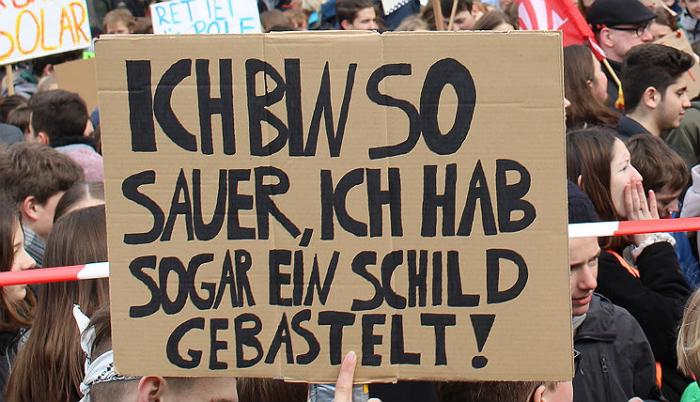 SOLAR
RETTET
POLE
ICH BIN SO
SAUER, ICH HAB
SOGAR EIN SCHILD
GEBASTELT!